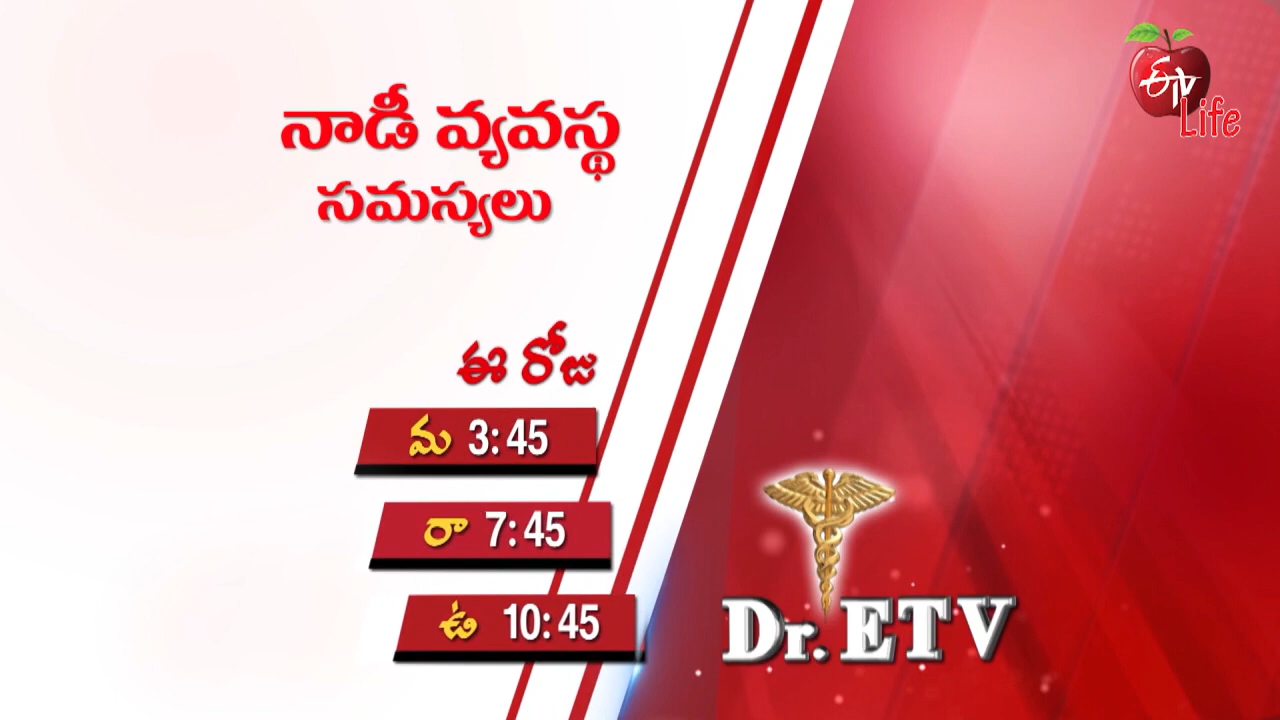 నాడీ వ్యవస్థ
సమస్యలు
ఈ రోజు
మ 3:45
రా 7:45
ఉ 10:45
ETV Life
Dr. ETV